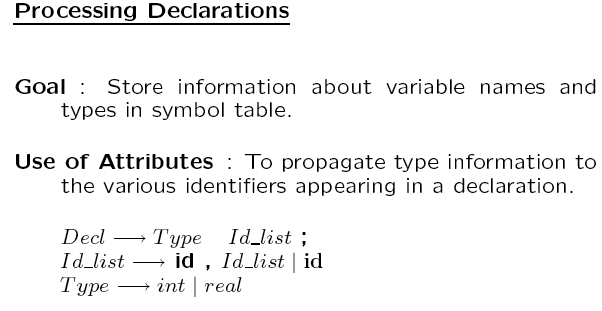 Processing Declarations
Goal : Store information about variable names and
types in symbol table.
Use of Attributes : To propagate type information to
the various identifiers appearing in a declaration.
Decl ⟶ Type Id_list ;
Id_list ⟶ id , Id_list | id
Type ⟶ int | real